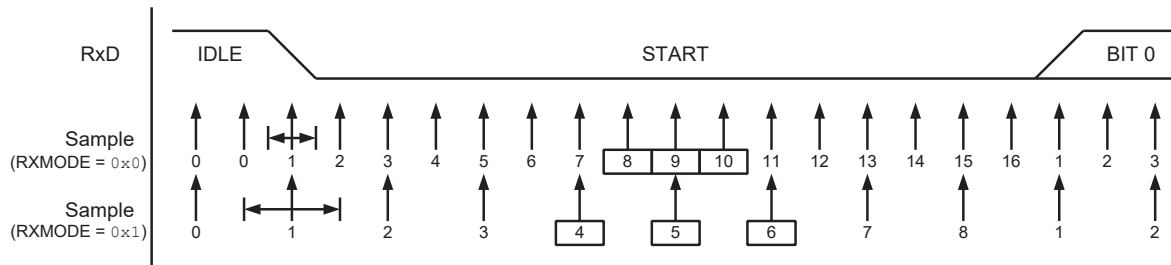 RxD IDLE START BIT 0
Sample
(RXMODE = 0x0) 0 0 1 2 3 4 5 6 7 8 9 10 11 12 13 14 15 16 1 2 3
Sample
(RXMODE = 0x1) 0 1 2 3 4 5 6 7 8 1 2